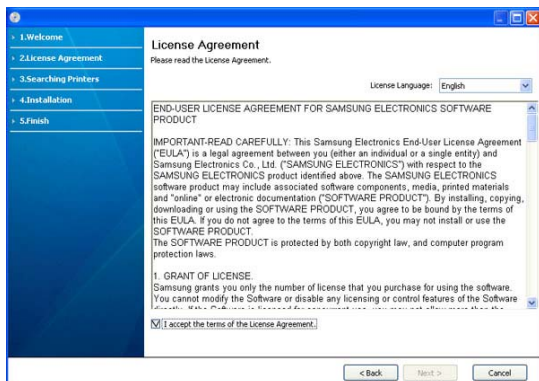 1.Welcome
2.License Agreement
3.Searching Printers
4.Installation
5.Finish
License Agreement
Please read the License Agreement.
License Language: English
END-USER LICENSE AGREEMENT FOR SAMSUNG ELECTRONICS SOFTWARE
PRODUCT
IMPORTANT-READ CAREFULLY: This Samsung Electronics End-User License Agreement
("EULA") is a legal agreement between you (either an individual or a single entity) and
Samsung Electronics Co., Ltd. ("SAMSUNG ELECTRONICS") with respect to the
SAMSUNG ELECTRONICS product identified above. The SAMSUNG ELECTRONICS
software product may include associated software components, media, printed materials
and "online" or electronic documentation ("SOFTWARE PRODUCT"). By installing, copying,
downloading or using the SOFTWARE PRODUCT, you agree to be bound by the terms of
this EULA. If you do not agree to the terms of this EULA, you may not install or use the
SOFTWARE PRODUCT.
The SOFTWARE PRODUCT is protected by both copyright law, and computer program
protection laws.
1. GRANT OF LICENSE.
Samsung grants you only the number of license that you purchase for using the software.
You cannot modify the Software or disable any licensing or control features of the Software
I accept the terms of the License Agreement.
< Back
Next >
Cancel